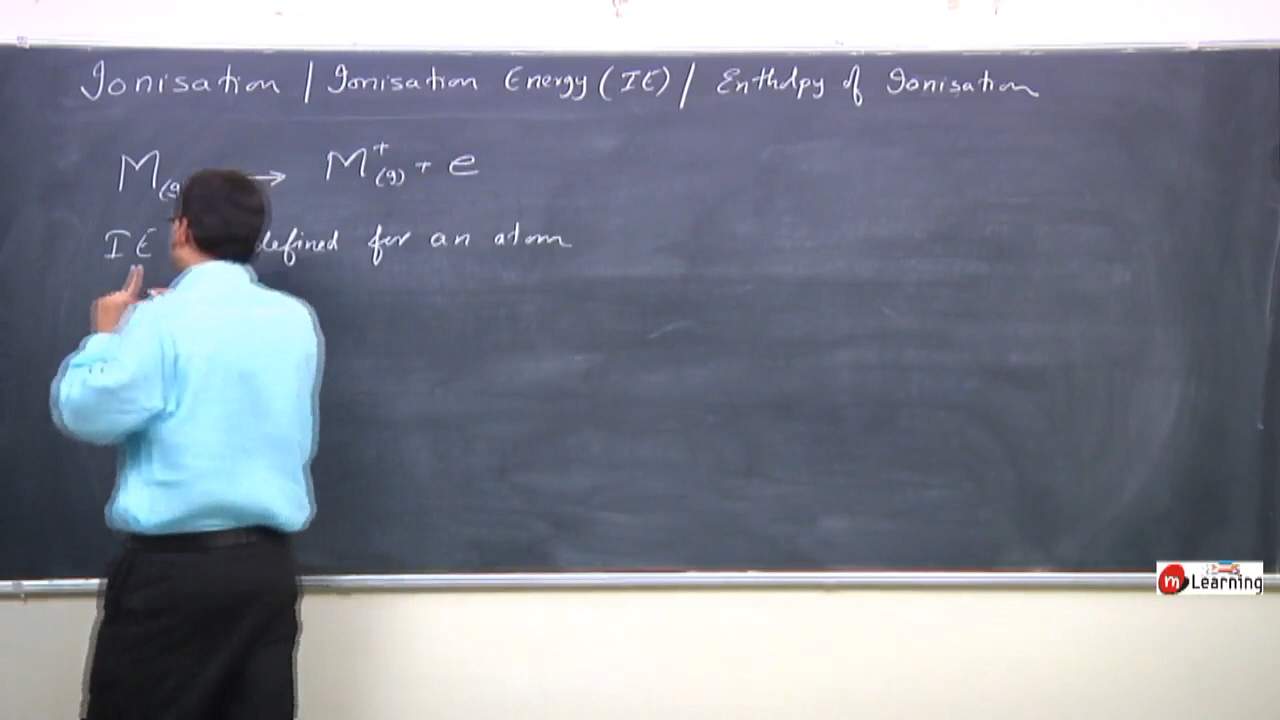 Ionisation / Ionisation Energy (IE) / Enthalpy of Ionisation
M(g → M+(g) + e
IE defined for an atom
m Learning